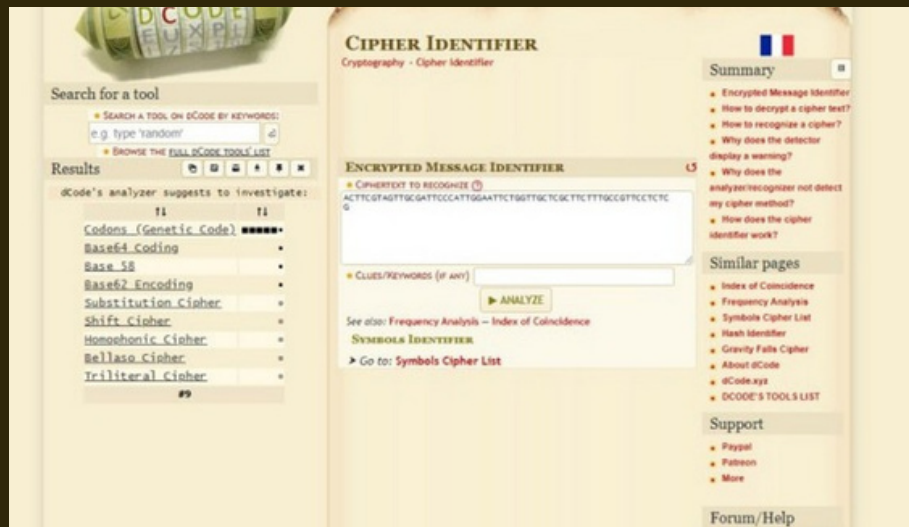 DCODE
EUXPL
CIPHER IDENTIFIER
Cryptography - Cipher Identifier
Search for a tool
SEARCH A TOOL ON DCODE BY KEYWORDS:
e.g. type 'random'
BROWSE THE FULL DCODE TOOLS' LIST
Results
dCode's analyzer suggests to investigate:
↑↓ ↑↓
Codons (Genetic Code)
Base64 Coding
Base 58
Base62 Encoding
Substitution Cipher
Shift Cipher
Homophonic Cipher
Bellaso Cipher
Triliteral Cipher
#9
ENCRYPTED MESSAGE IDENTIFIER
CIPHERTEXT TO RECOGNIZE (?)
ACTTCGTAGTTGCGATTCCCATTGGAATTCTGGTTGCTCGCTTCTTTGCCGTTCCTCTC
G
CLUES/KEYWORDS (IF ANY)
▶ ANALYZE
See also: Frequency Analysis – Index of Coincidence
SYMBOLS IDENTIFIER
➤ Go to: Symbols Cipher List
Summary
Encrypted Message Identifier
How to decrypt a cipher text?
How to recognize a cipher?
Why does the detector
display a warning?
Why does the
analyzer/recognizer not detect
my cipher method?
How does the cipher
identifier work?
Similar pages
Index of Coincidence
Frequency Analysis
Symbols Cipher List
Hash Identifier
Gravity Falls Cipher
About dCode
dCode.xyz
DCODE'S TOOLS LIST
Support
Paypal
Patreon
More
Forum/Help